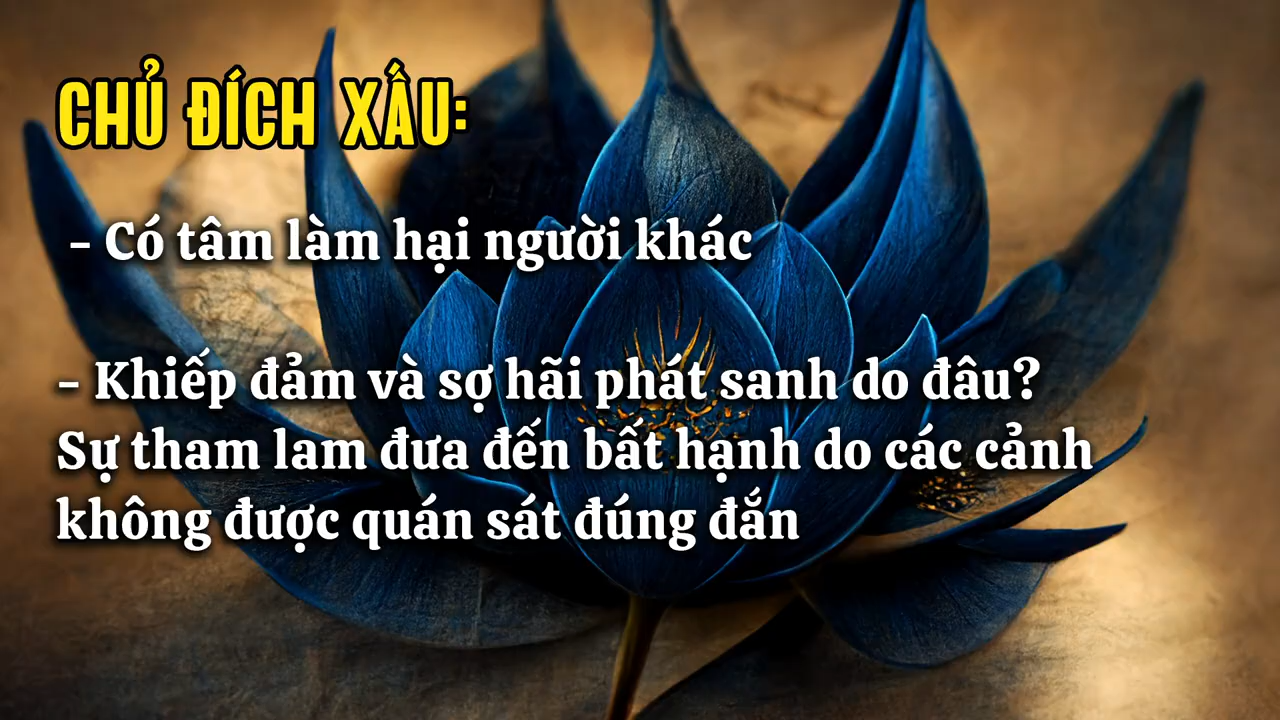 CHỦ ĐÍCH XẤU:
- Có tâm làm hại người khác
- Khiếp đảm và sợ hãi phát sanh do đâu?
Sự tham lam đưa đến bất hạnh do các cảnh
không được quán sát đúng đắn